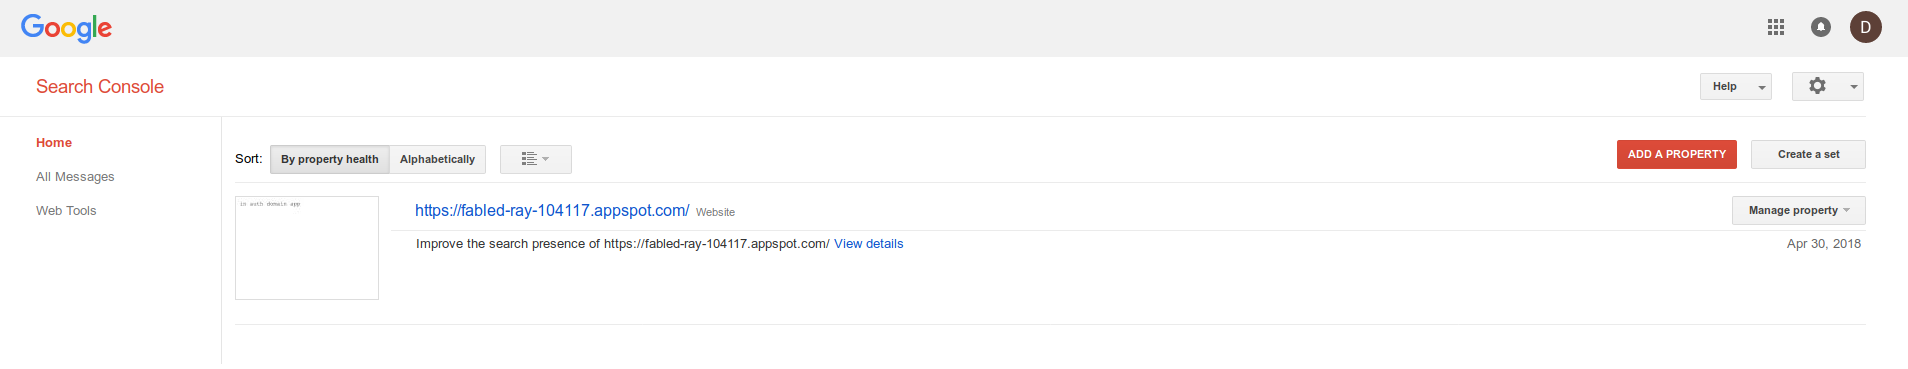 Google
D
Search Console
Help
Home
All Messages
Web Tools
Sort: By property health Alphabetically
ADD A PROPERTY Create a set
in auth domain app
https://fabled-ray-104117.appspot.com/ Website
Manage property
Improve the search presence of https://fabled-ray-104117.appspot.com/ View details
Apr 30, 2018